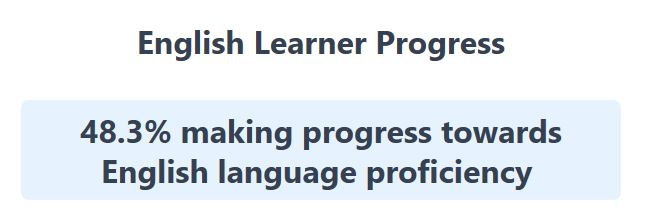 English Learner Progress
48.3% making progress towards
English language proficiency